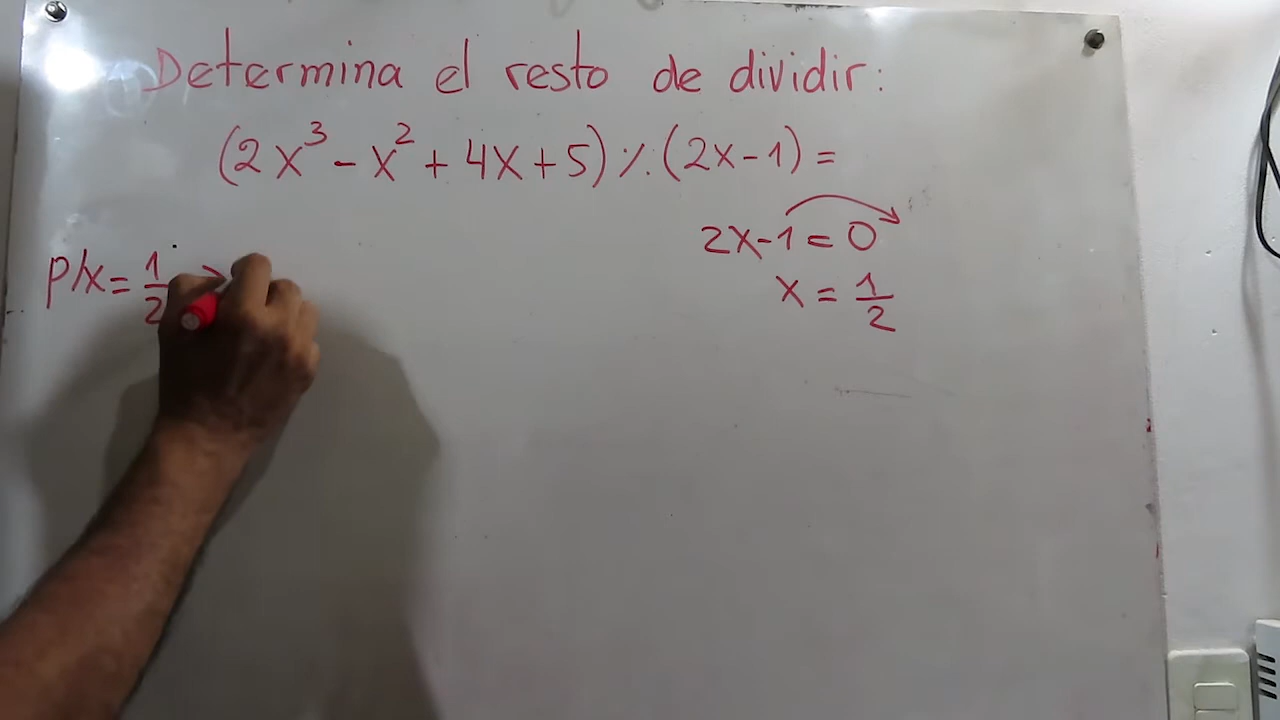 Determina el resto de dividir:
(2x³ - x² + 4x + 5) ٪ (2x - 1) =
2x - 1 = 0
x = 1/2
p/x = 1/2 →